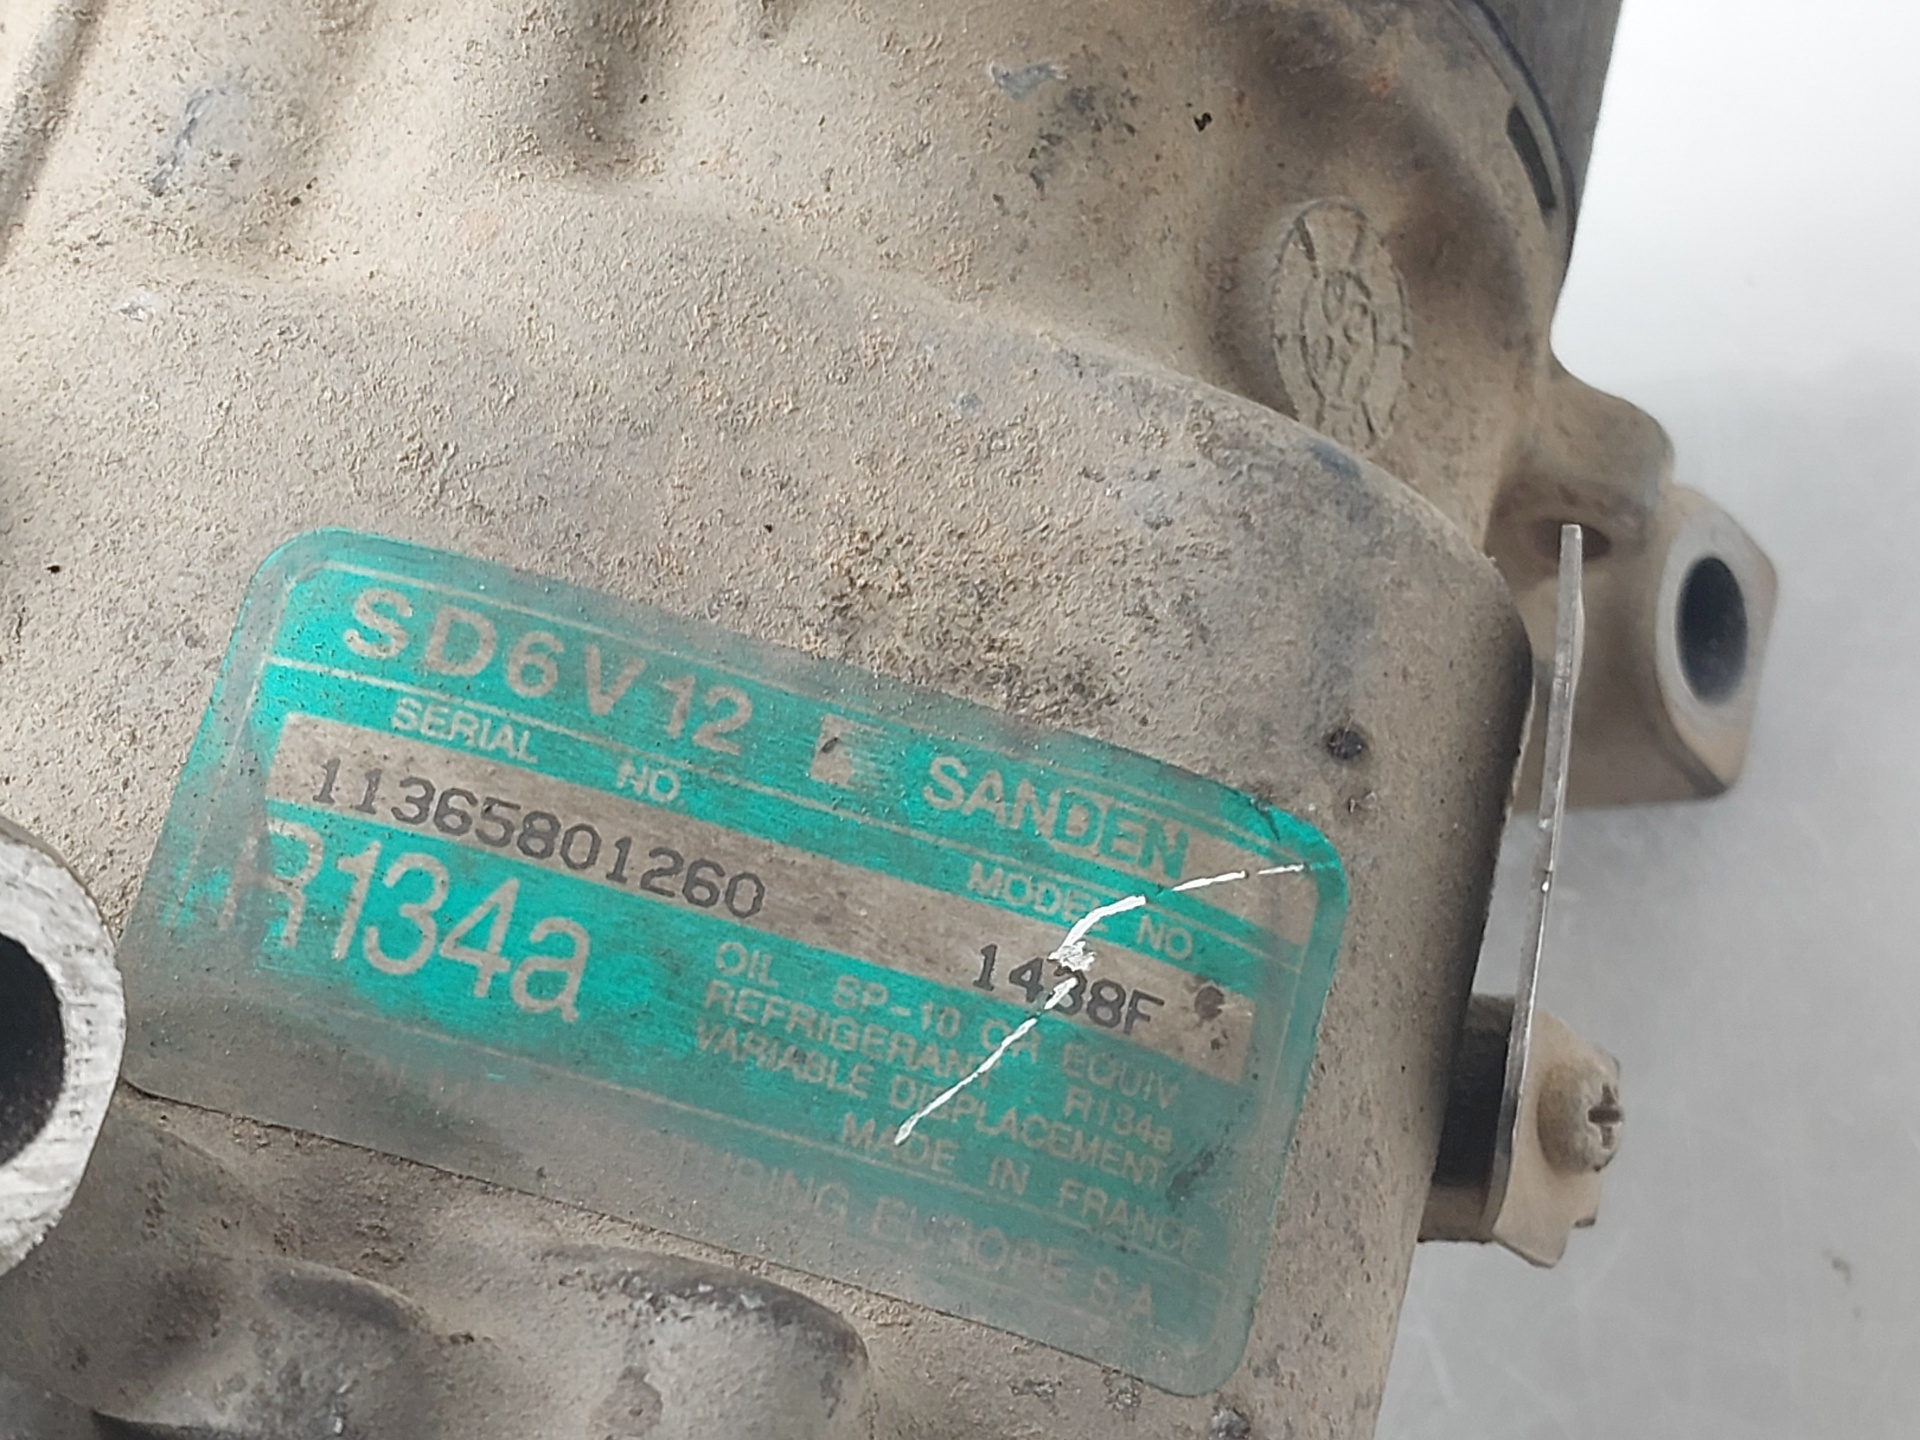 SD6V12 SANDEN
SERIAL NO. MODEL NO
11365801260 1438F
R134a
OIL SP-10 OR EQUIV
REFRIGERANT R134a
VARIABLE DISPLACEMENT
MADE IN FRANCE
EUROPE S.A